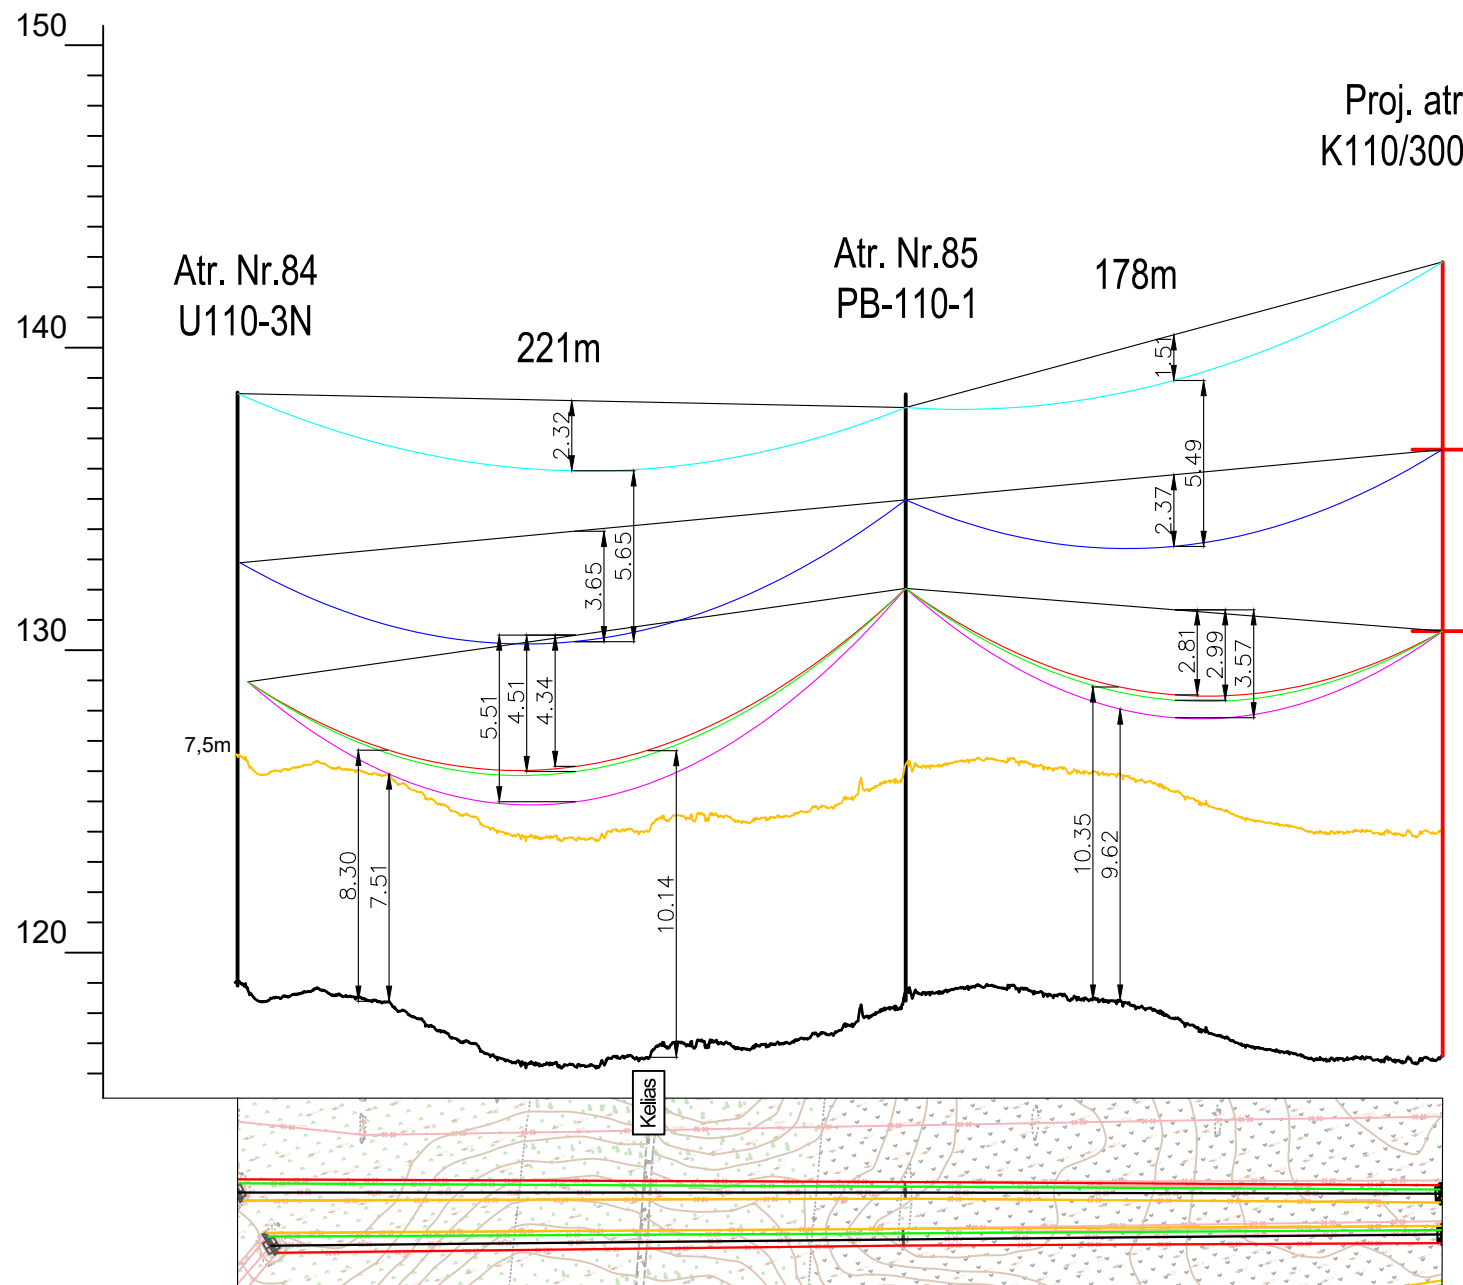 150
Proj. atr
K110/300
Atr. Nr.85
PB-110-1
Atr. Nr.84
U110-3N
178m
140
221m
1.51
2.32
5.49
2.37
5.65
3.65
130
2.81
2.99
3.57
5.51
4.51
4.34
7,5m
10.35
9.62
8.30
7.51
10.14
120
Kelias